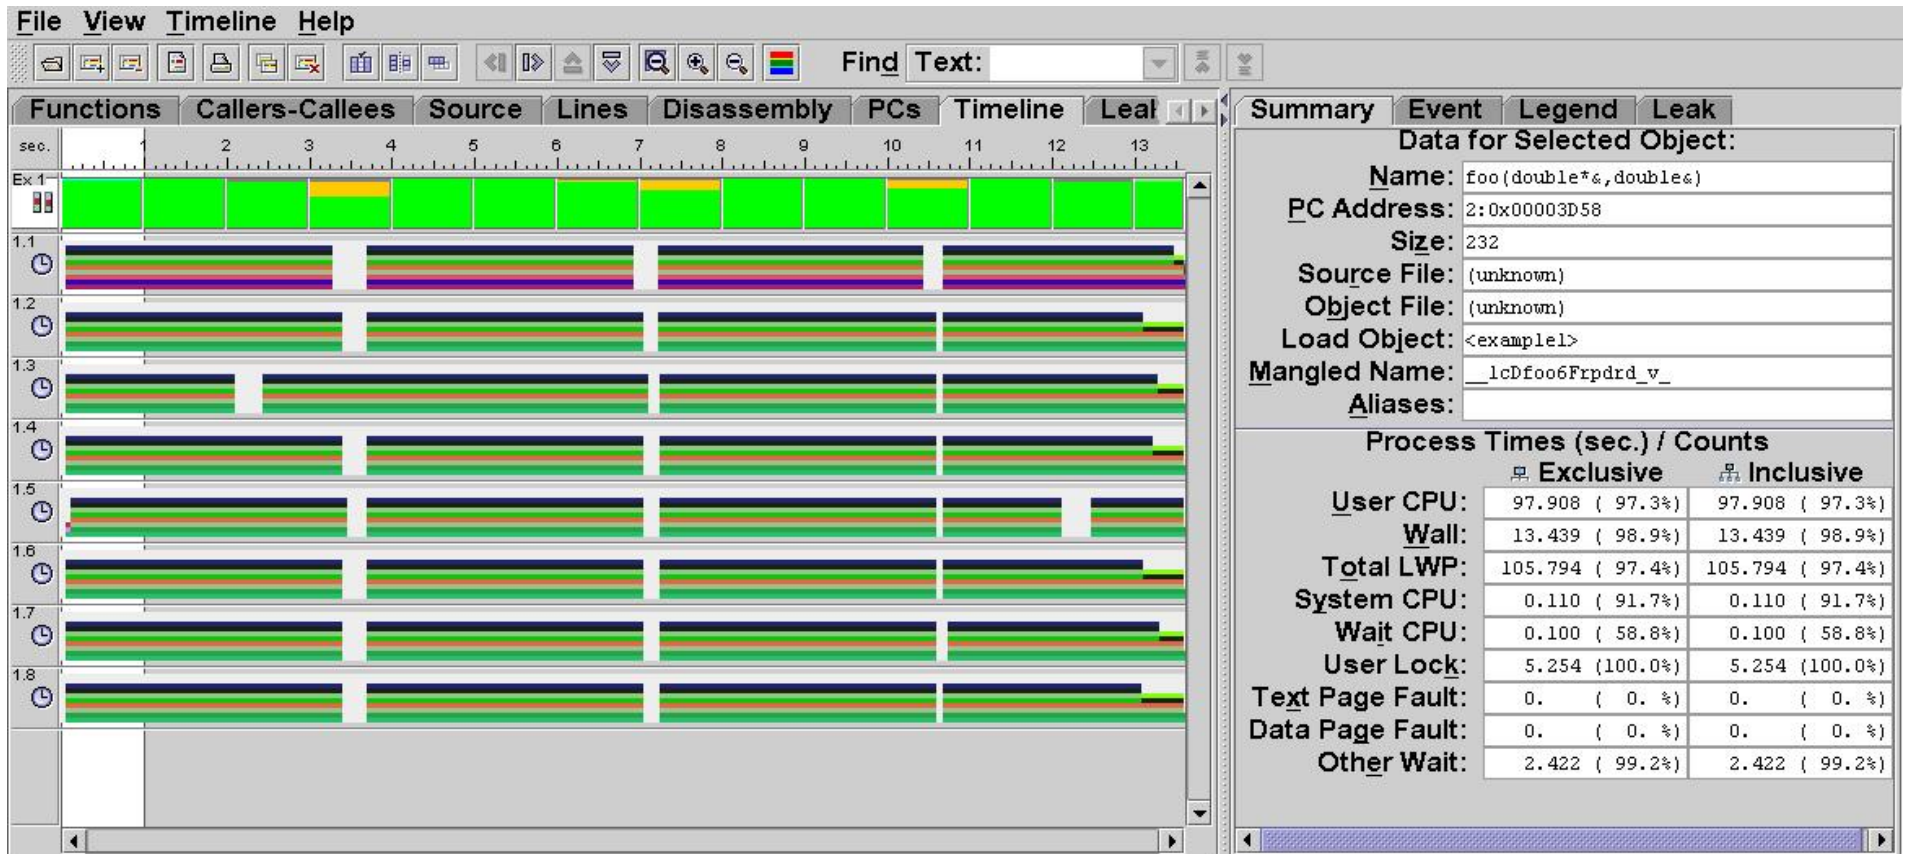 File View Timeline Help
Find Text:
Functions Callers-Callees Source Lines Disassembly PCs Timeline Leak
sec. 1 2 3 4 5 6 7 8 9 10 11 12 13
Ex 1
1.1
1.2
1.3
1.4
1.5
1.6
1.7
1.8
Summary Event Legend Leak
Data for Selected Object:
Name: foo(double*&,double&)
PC Address: 2:0x00003D58
Size: 232
Source File: (unknown)
Object File: (unknown)
Load Object: <example1>
Mangled Name: __1cDfoo6Frpdrd_v_
Aliases:
Process Times (sec.) / Counts
Exclusive Inclusive
User CPU: 97.908 ( 97.3%) 97.908 ( 97.3%)
Wall: 13.439 ( 98.9%) 13.439 ( 98.9%)
Total LWP: 105.794 ( 97.4%) 105.794 ( 97.4%)
System CPU: 0.110 ( 91.7%) 0.110 ( 91.7%)
Wait CPU: 0.100 ( 58.8%) 0.100 ( 58.8%)
User Lock: 5.254 (100.0%) 5.254 (100.0%)
Text Page Fault: 0. ( 0. %) 0. ( 0. %)
Data Page Fault: 0. ( 0. %) 0. ( 0. %)
Other Wait: 2.422 ( 99.2%) 2.422 ( 99.2%)